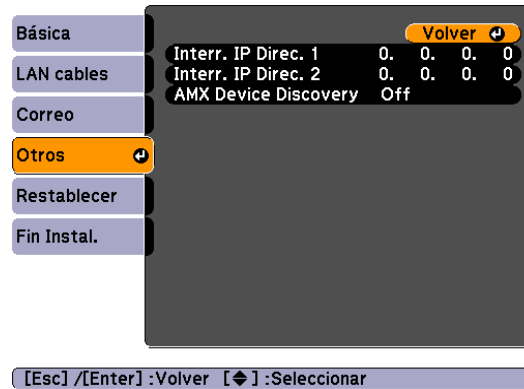 Básica
LAN cables
Correo
Otros
Restablecer
Fin Instal.
Volver
Interr. IP Direc. 1 0. 0. 0. 0
Interr. IP Direc. 2 0. 0. 0. 0
AMX Device Discovery Off
[Esc] /[Enter] :Volver [◆] :Seleccionar